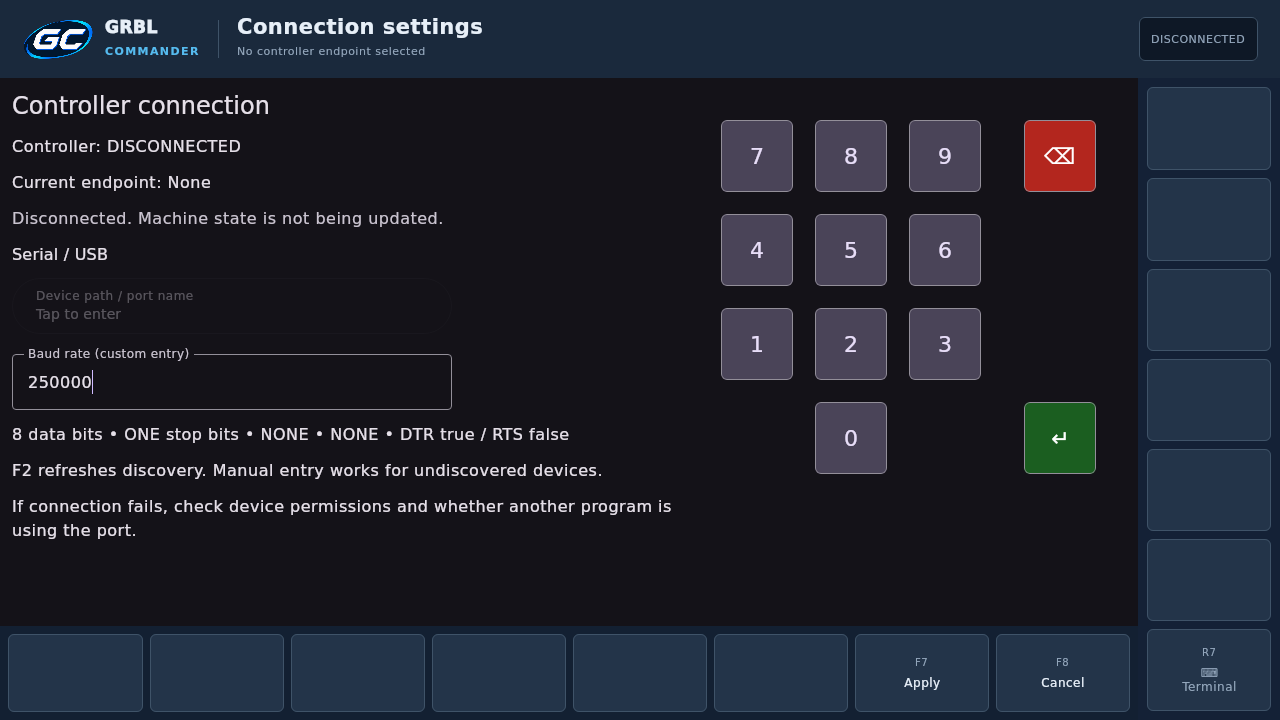 GC
GRBL
COMMANDER
Connection settings
No controller endpoint selected
DISCONNECTED
Controller connection
Controller: DISCONNECTED
Current endpoint: None
Disconnected. Machine state is not being updated.
Serial / USB
Device path / port name
Tap to enter
Baud rate (custom entry)
250000
8 data bits • ONE stop bits • NONE • NONE • DTR true / RTS false
F2 refreshes discovery. Manual entry works for undiscovered devices.
If connection fails, check device permissions and whether another program is
using the port.
7 8 9 ⌫
4 5 6
1 2 3
0 ↵
F7
Apply
F8
Cancel
R7
⌨
Terminal